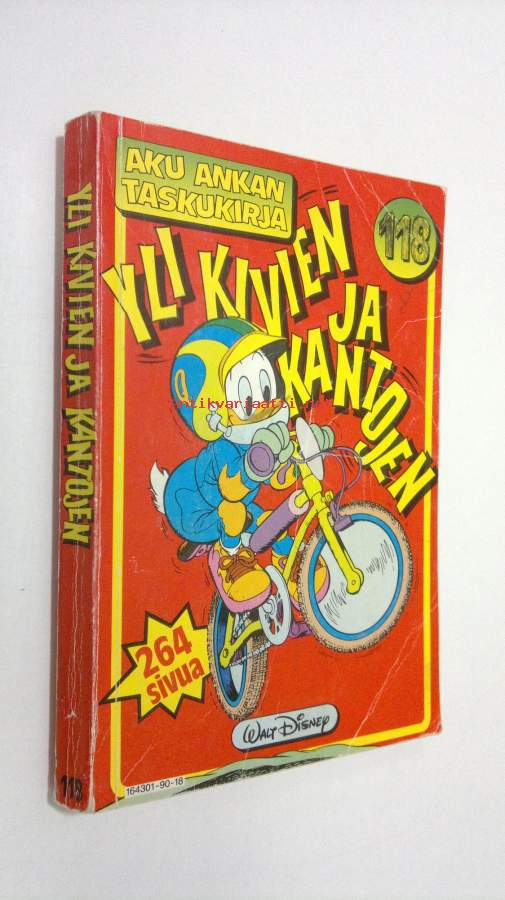 AKU ANKAN
TASKUKIRJA
118
YLI KIVIEN
JA
KANTOJEN
264
sivua
WALT DISNEY
164301-90-18
YLI KIVIEN JA KANTOJEN
118
antikvariaatti.